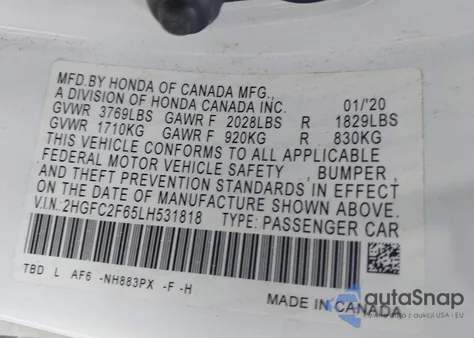 MFD.BY HONDA OF CANADA MFG.,
A DIVISION OF HONDA CANADA INC. 01/'20
GVWR 3769LBS GAWR F 2028LBS R 1829LBS
GVWR 1710KG GAWR F 920KG R 830KG
THIS VEHICLE CONFORMS TO ALL APPLICABLE
FEDERAL MOTOR VEHICLE SAFETY , BUMPER ,
AND THEFT PREVENTION STANDARDS IN EFFECT
ON THE DATE OF MANUFACTURE SHOWN ABOVE.
V.I.N.:2HGFC2F65LH531818 TYPE: PASSENGER CAR
TBD L AF6 -NH883PX -F -H
MADE IN CANADA
autoSnap